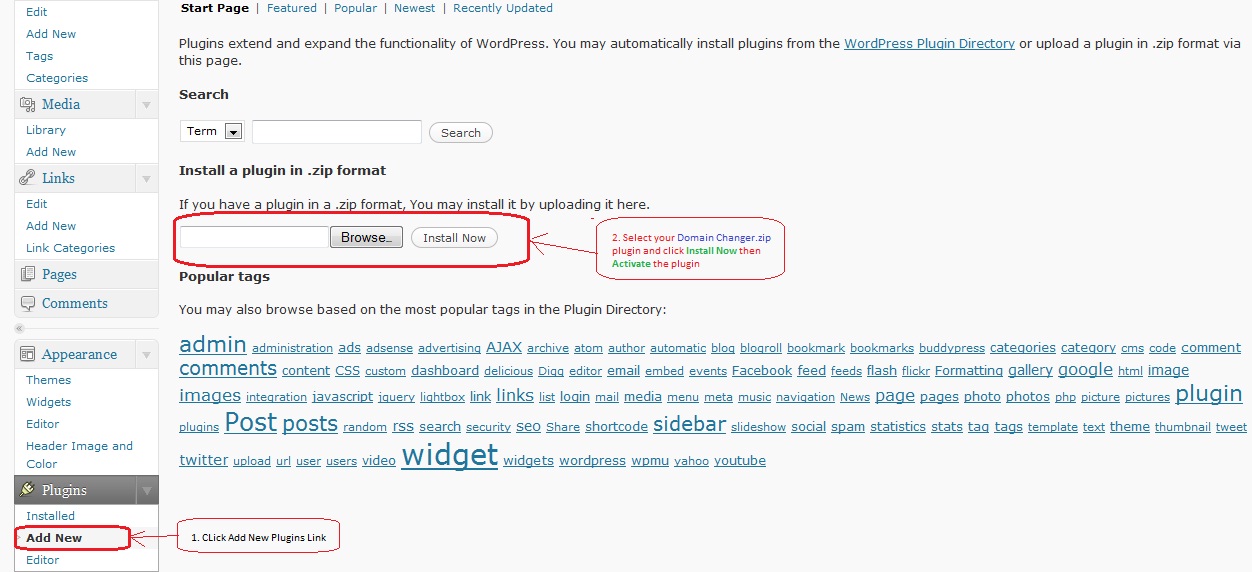 Edit
Add New
Tags
Categories
Media
Library
Add New
Links
Edit
Add New
Link Categories
Pages
Comments
Appearance
Themes
Widgets
Editor
Header Image and
Color
Plugins
Installed
Add New
Editor
Start Page | Featured | Popular | Newest | Recently Updated
Plugins extend and expand the functionality of WordPress. You may automatically install plugins from the WordPress Plugin Directory or upload a plugin in .zip format via
this page.
Search
Term Search
Install a plugin in .zip format
If you have a plugin in a .zip format, You may install it by uploading it here.
Browse... Install Now
2. Select your Domain Changer.zip
plugin and click Install Now then
Activate the plugin
Popular tags
You may also browse based on the most popular tags in the Plugin Directory:
admin administration ads adsense advertising AJAX archive atom author automatic blog blogroll bookmark bookmarks buddypress categories category cms code comment
comments content CSS custom dashboard delicious Digg editor email embed events Facebook feed feeds flash flickr Formatting gallery google html image
images integration javascript jquery lightbox link links list login mail media menu meta music navigation News page pages photo photos php picture pictures plugin
plugins Post posts random rss search security seo Share shortcode sidebar slideshow social spam statistics stats tag tags template text theme thumbnail tweet
twitter upload url user users video widget widgets wordpress wpmu yahoo youtube
1. CLick Add New Plugins Link